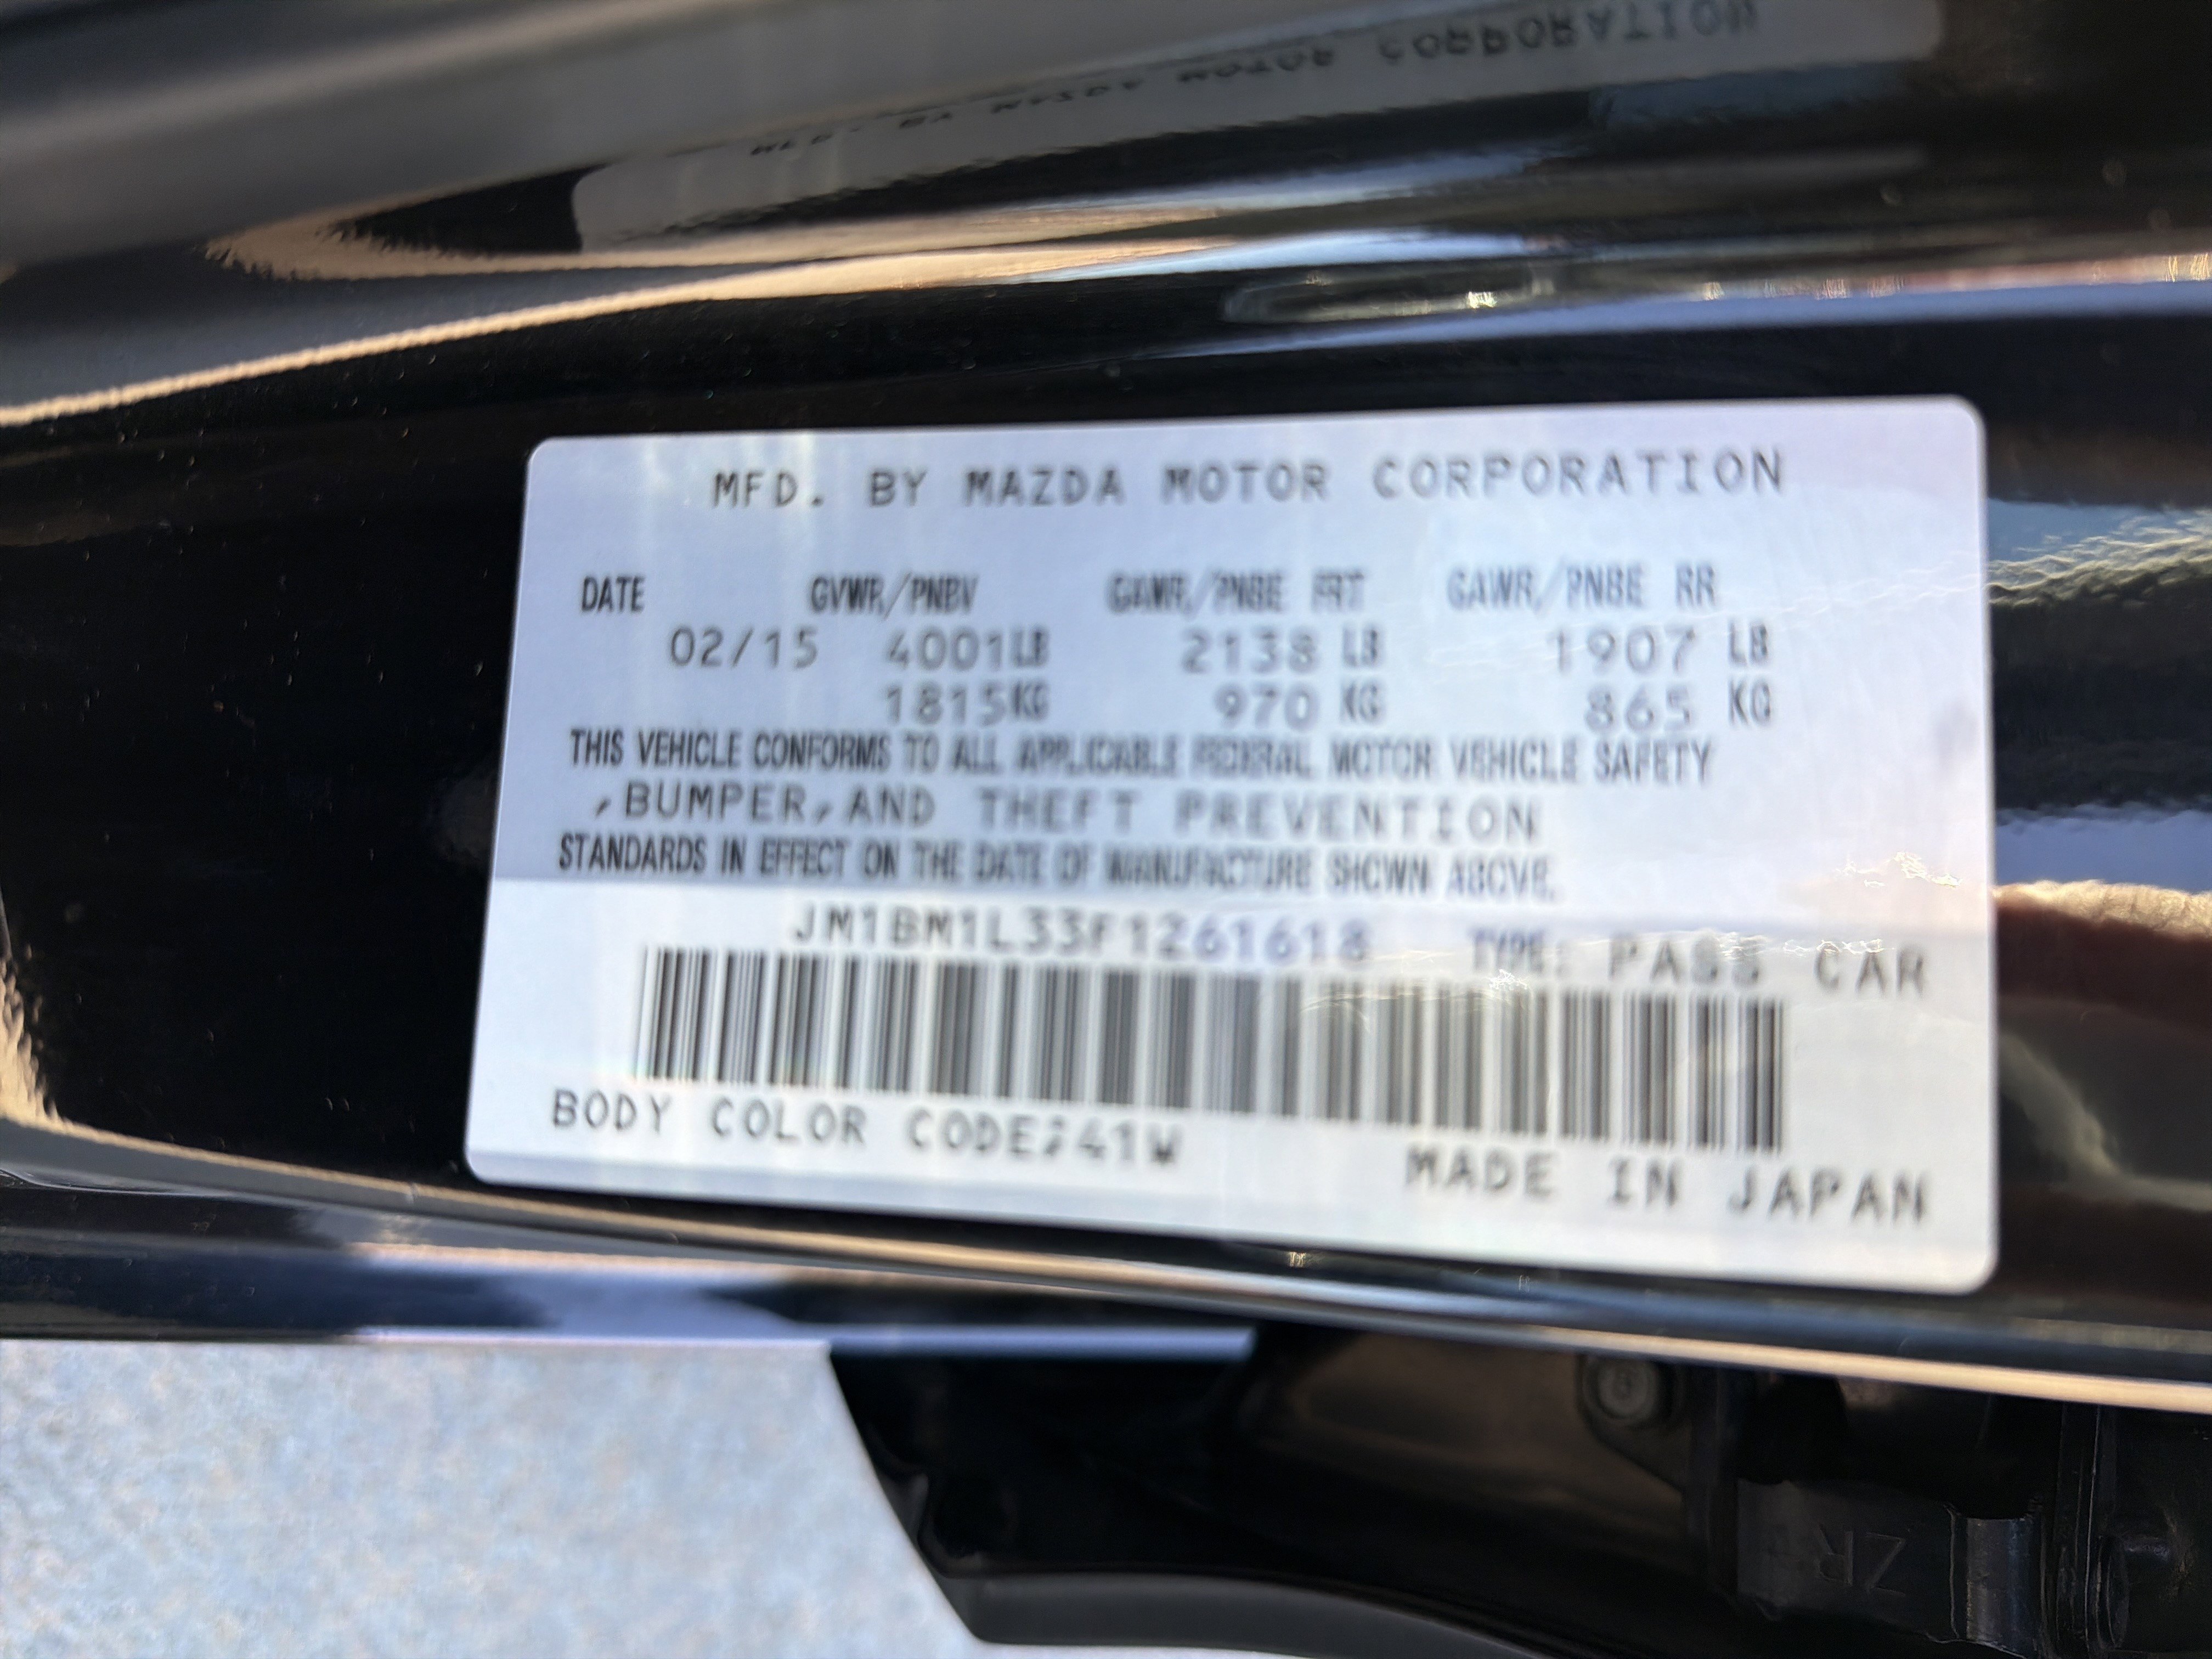 MFD. BY MAZDA MOTOR CORPORATION
DATE GVWR/PNBV GAWR/PNBE FRT GAWR/PNBE RR
02/15 4001LB 2138 LB 1907 LB
1815KG 970 KG 865 KG
THIS VEHICLE CONFORMS TO ALL APPLICABLE FEDERAL MOTOR VEHICLE SAFETY
,BUMPER,AND THEFT PREVENTION
STANDARDS IN EFFECT ON THE DATE OF MANUFACTURE SHOWN ABOVE.
JM1BM1L33F1261618 TYPE: PASS CAR
BODY COLOR CODE:41W
MADE IN JAPAN